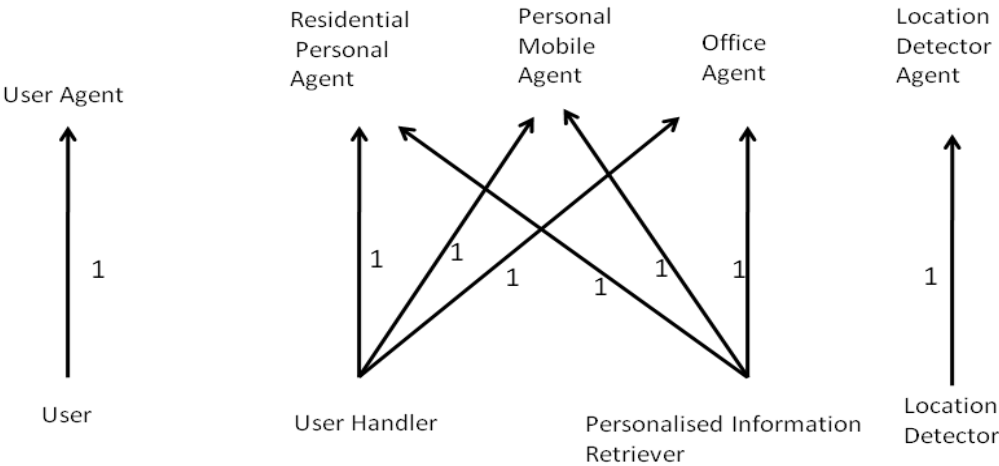 User Agent
Residential
Personal
Agent
Personal
Mobile
Agent
Office
Agent
Location
Detector
Agent
1
1
1
1
1
1
1
1
User
User Handler
Personalised Information
Retriever
Location
Detector